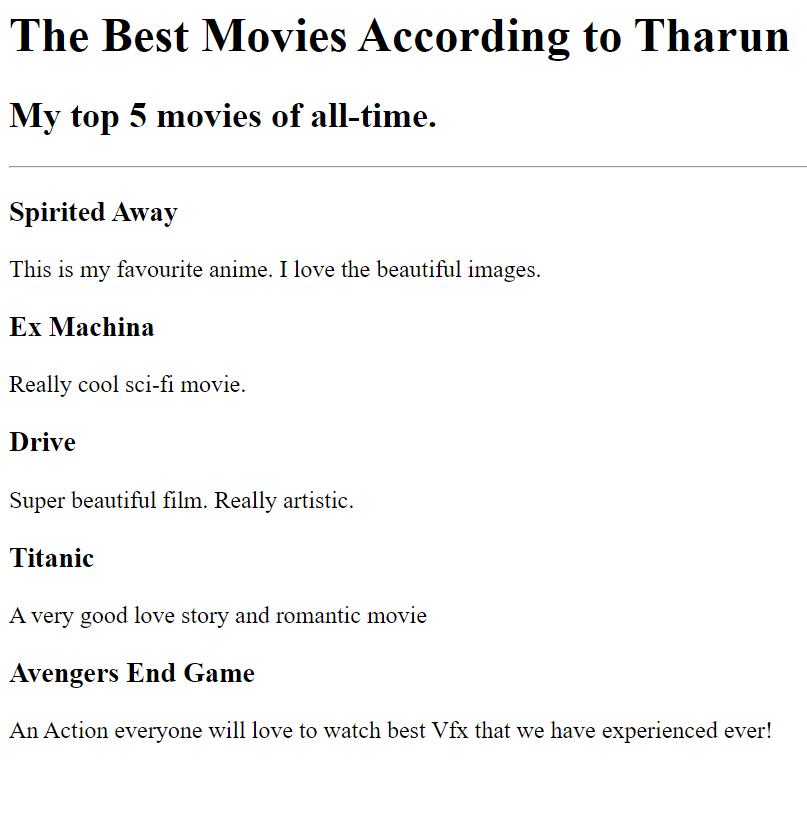 The Best Movies According to Tharun
My top 5 movies of all-time.
Spirited Away
This is my favourite anime. I love the beautiful images.
Ex Machina
Really cool sci-fi movie.
Drive
Super beautiful film. Really artistic.
Titanic
A very good love story and romantic movie
Avengers End Game
An Action everyone will love to watch best Vfx that we have experienced ever!